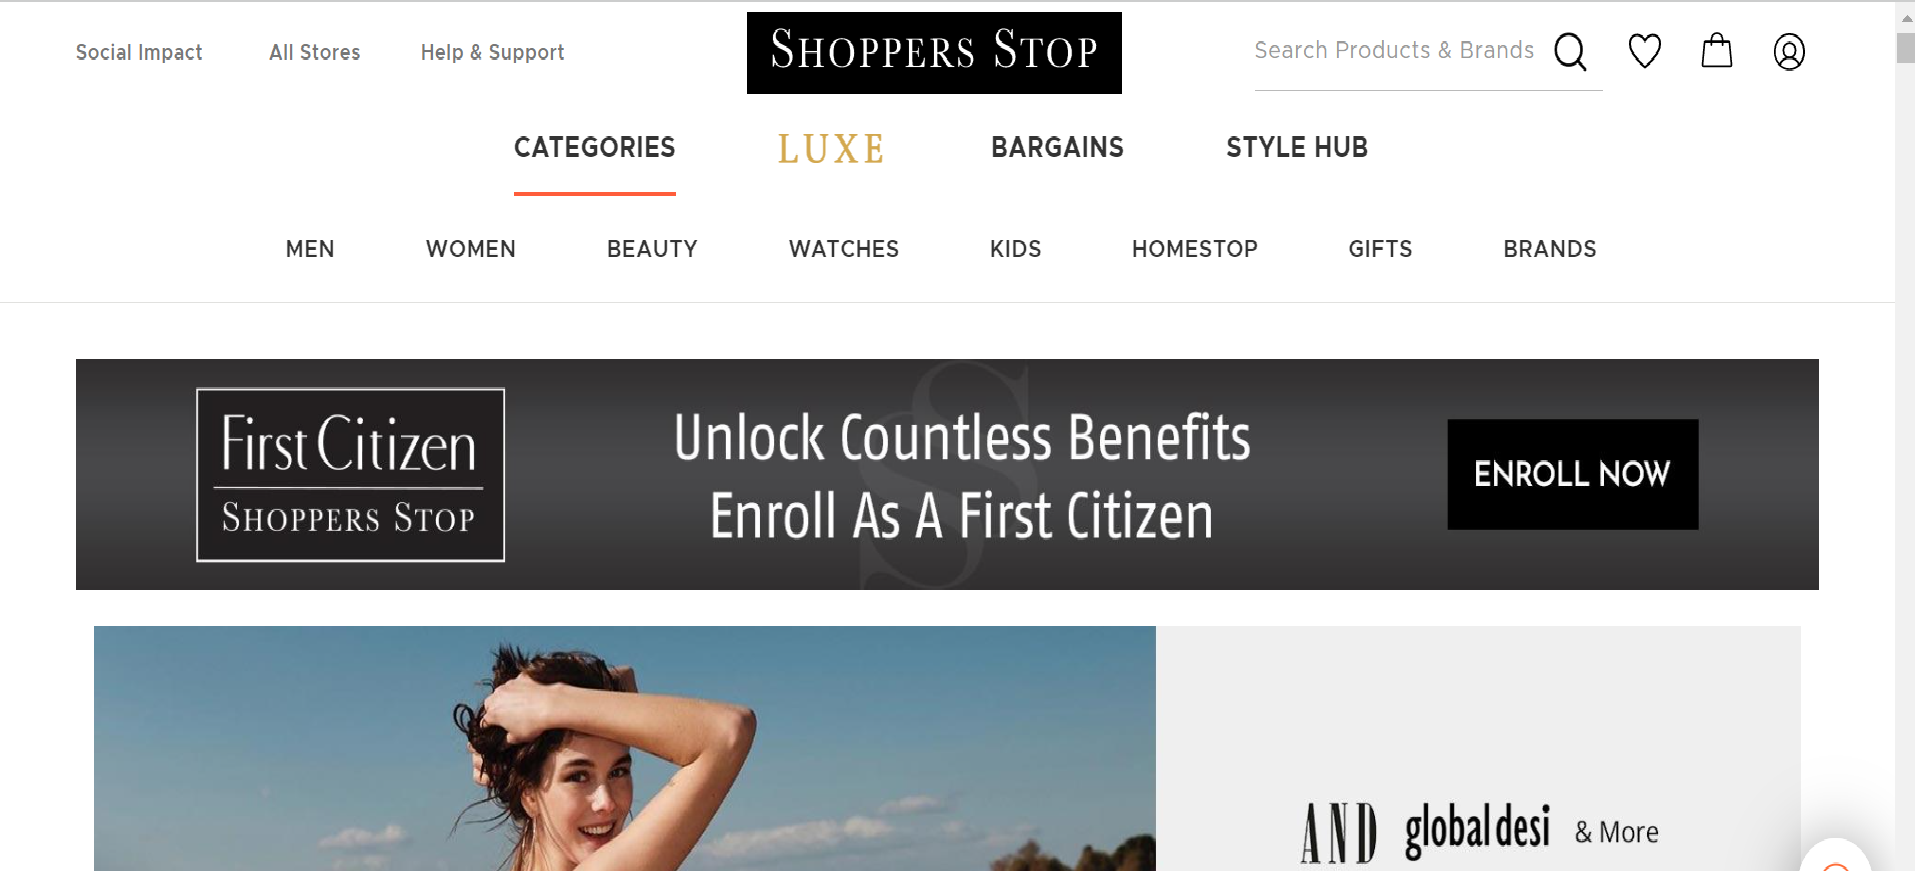 Social Impact All Stores Help & Support SHOPPERS STOP Search Products & Brands
CATEGORIES LUXE BARGAINS STYLE HUB
MEN WOMEN BEAUTY WATCHES KIDS HOMESTOP GIFTS BRANDS
First Citizen
SHOPPERS STOP
Unlock Countless Benefits
Enroll As A First Citizen
ENROLL NOW
AND global desi & More